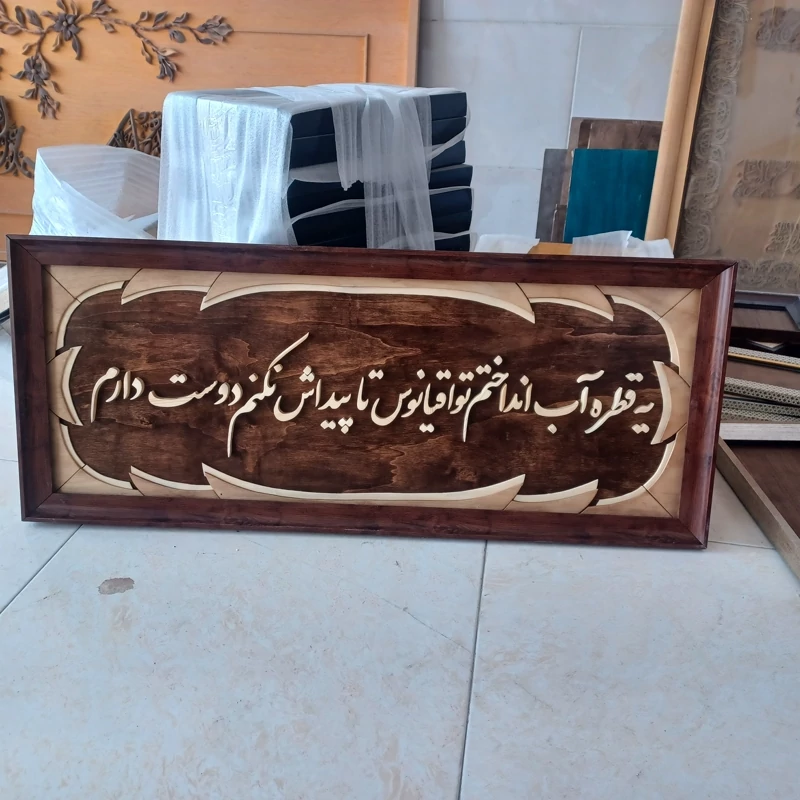 یه قطره آب انداختم تو اقیانوس تا پیداش نکنم دوست دارم